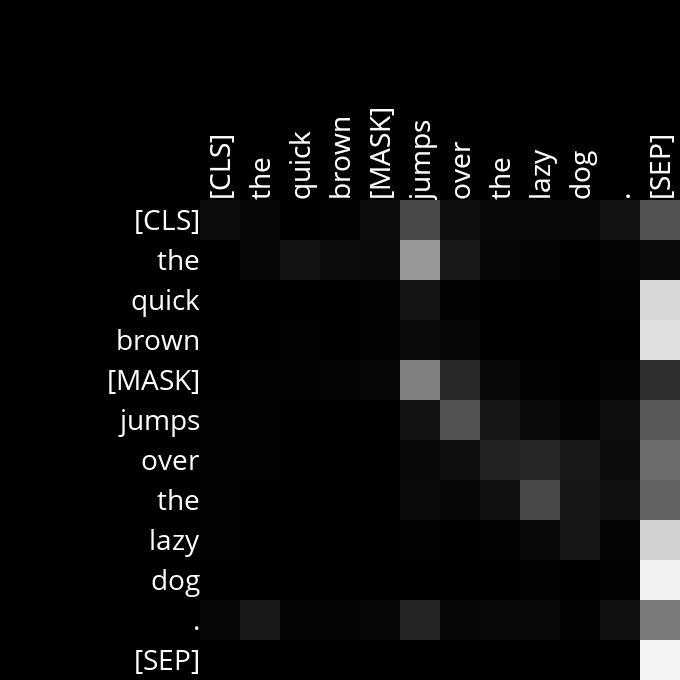 [CLS] the quick brown [MASK] jumps over the lazy dog . [SEP]
[CLS]
the
quick
brown
[MASK]
jumps
over
the
lazy
dog
.
[SEP]